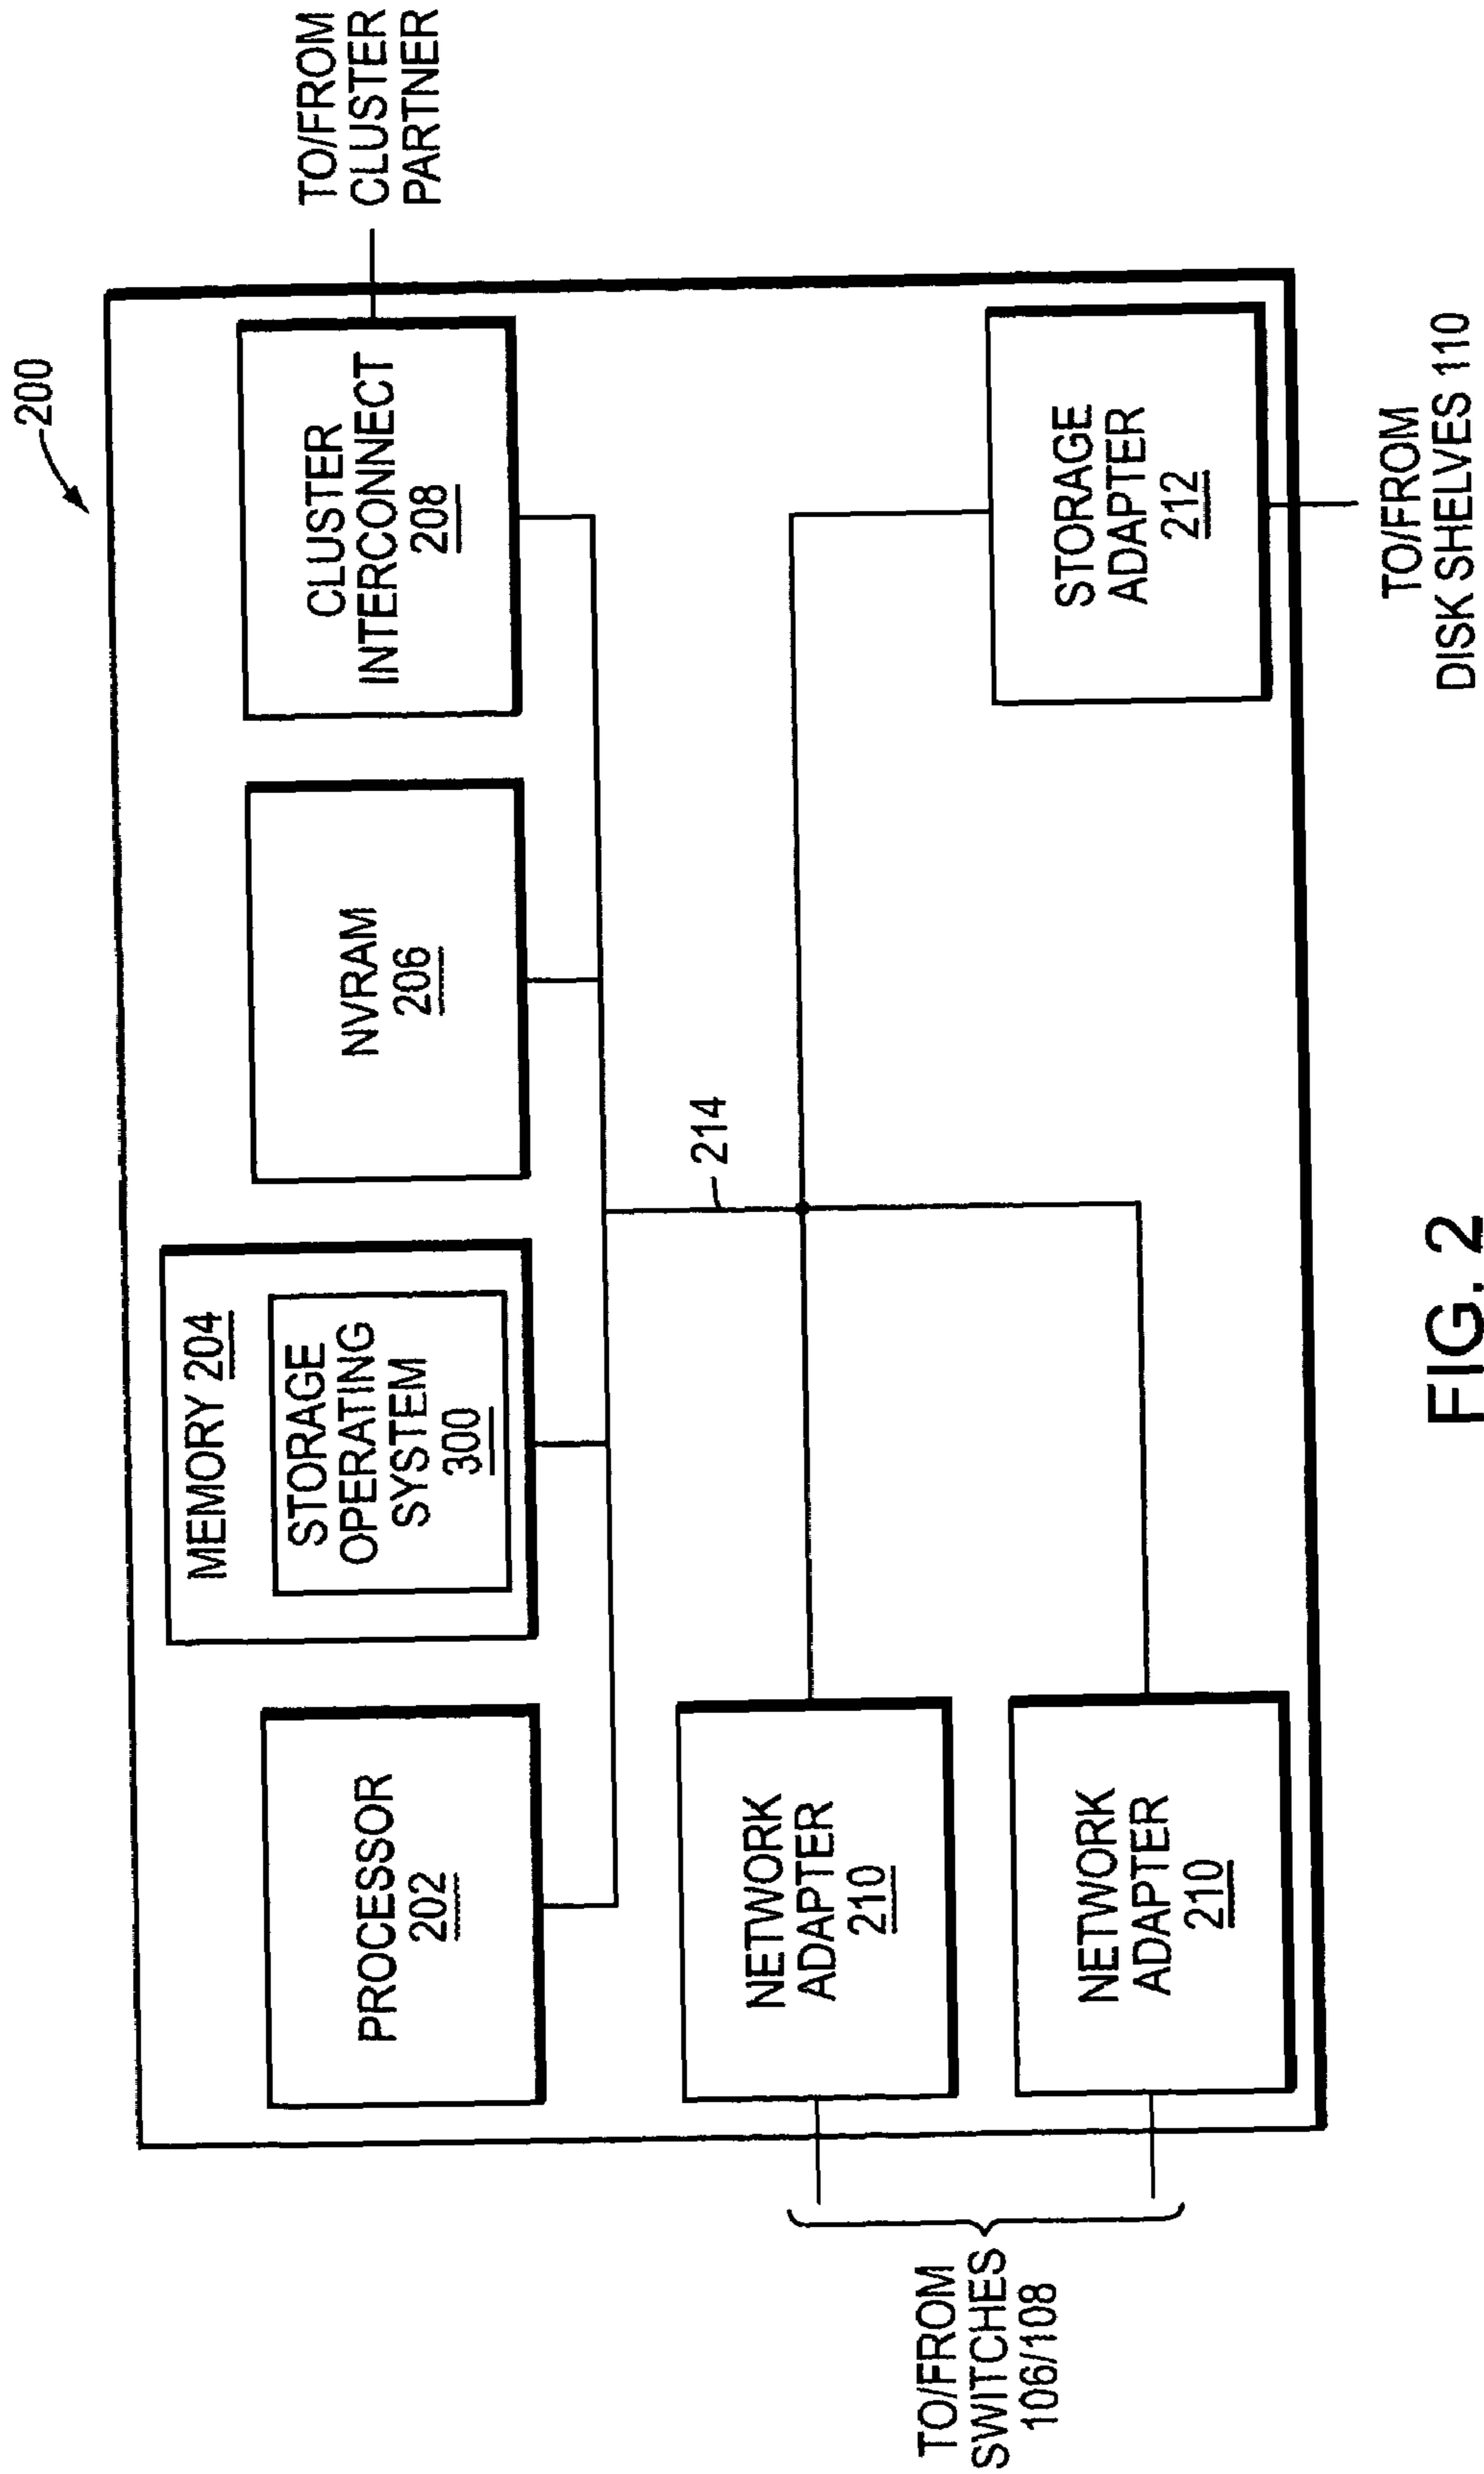 200
PROCESSOR
202
MEMORY 204
STORAGE
OPERATING
SYSTEM
300
NVRAM
206
CLUSTER
INTERCONNECT
208
TO/FROM
CLUSTER
PARTNER
214
NETWORK
ADAPTER
210
NETWORK
ADAPTER
210
TO/FROM
SWITCHES
106/108
STORAGE
ADAPTER
212
TO/FROM
DISK SHELVES 110
FIG. 2